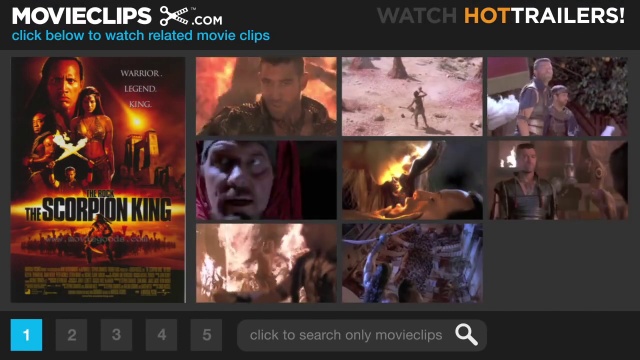 MOVIECLIPS .COM
WATCH HOTTRAILERS!
click below to watch related movie clips
WARRIOR.
LEGEND.
KING.
THE ROCK
THE SCORPION KING
1 2 3 4 5
click to search only movieclips